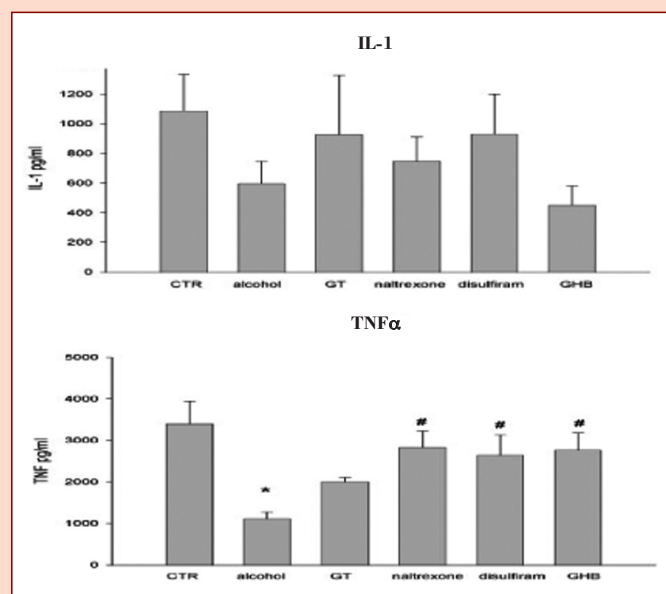 IL-1
IL-1 pg/ml
1200
1000
800
600
400
200
0
CTR alcohol GT naltrexone disulfiram GHB
TNFα
TNF pg/ml
5000
4000
3000
2000
1000
0
* # # #
CTR alcohol GT naltrexone disulfiram GHB